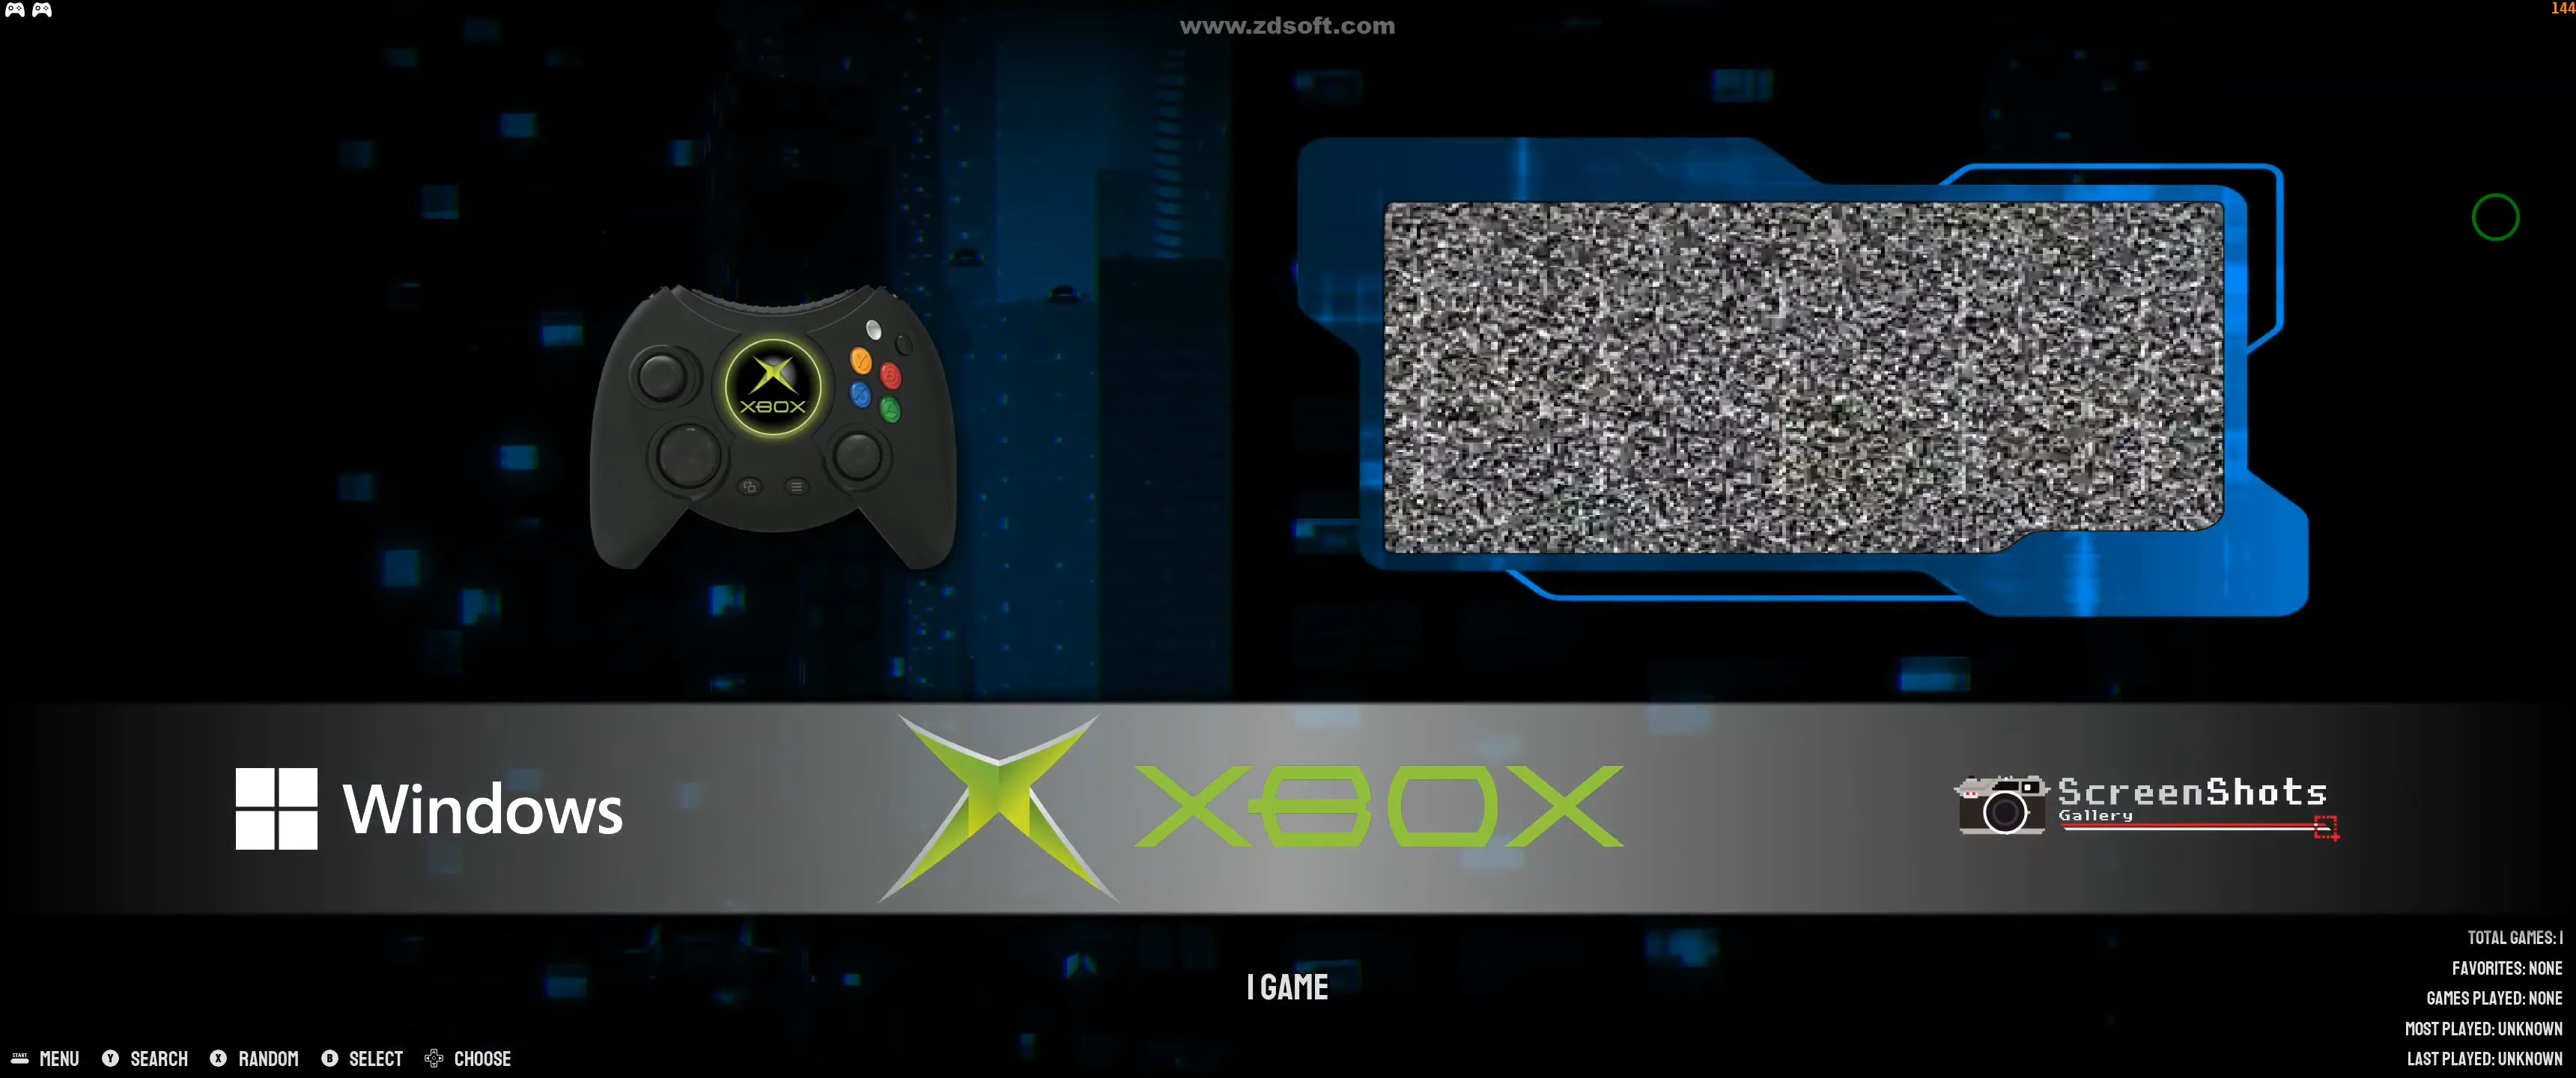 www.zdsoft.com
144
XBOX
Y
B
X
A
Windows
XBOX
ScreenShots
Gallery
TOTAL GAMES: 1
FAVORITES: NONE
GAMES PLAYED: NONE
MOST PLAYED: UNKNOWN
LAST PLAYED: UNKNOWN
1 GAME
START MENU Y SEARCH X RANDOM B SELECT CHOOSE